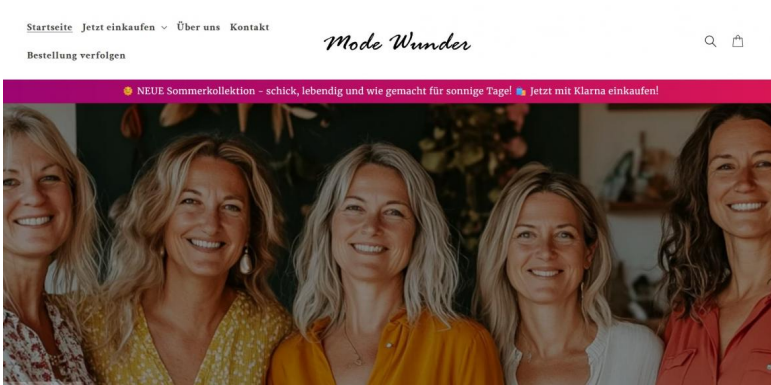 Startseite Jetzt einkaufen Über uns Kontakt
Bestellung verfolgen
Mode Wunder
NEUE Sommerkollektion – schick, lebendig und wie gemacht für sonnige Tage! 🛍️ Jetzt mit Klarna einkaufen!